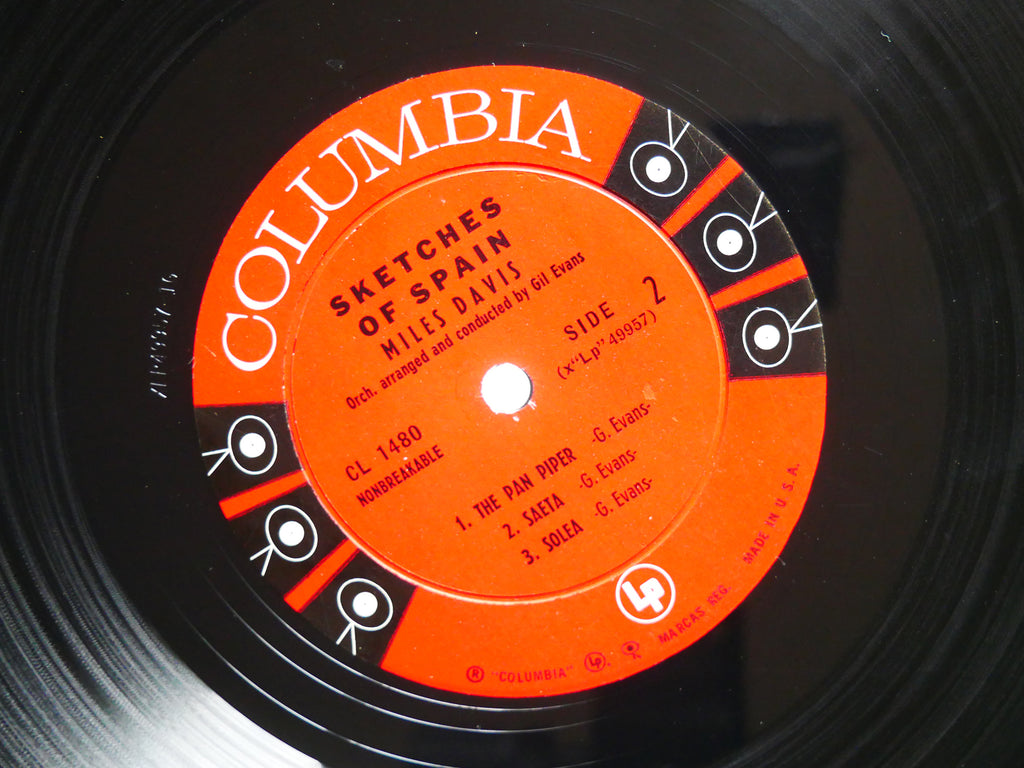 COLUMBIA
SKETCHES
OF SPAIN
MILES DAVIS
Orch. arranged and conducted by Gil Evans
SIDE 2
(x"Lp" 49957)
CL 1480
NONBREAKABLE
1. THE PAN PIPER -G. Evans-
2. SAETA -G. Evans-
3. SOLEA -G. Evans-
LP
® "COLUMBIA" Lp MARCAS REG. MADE IN U. S. A.